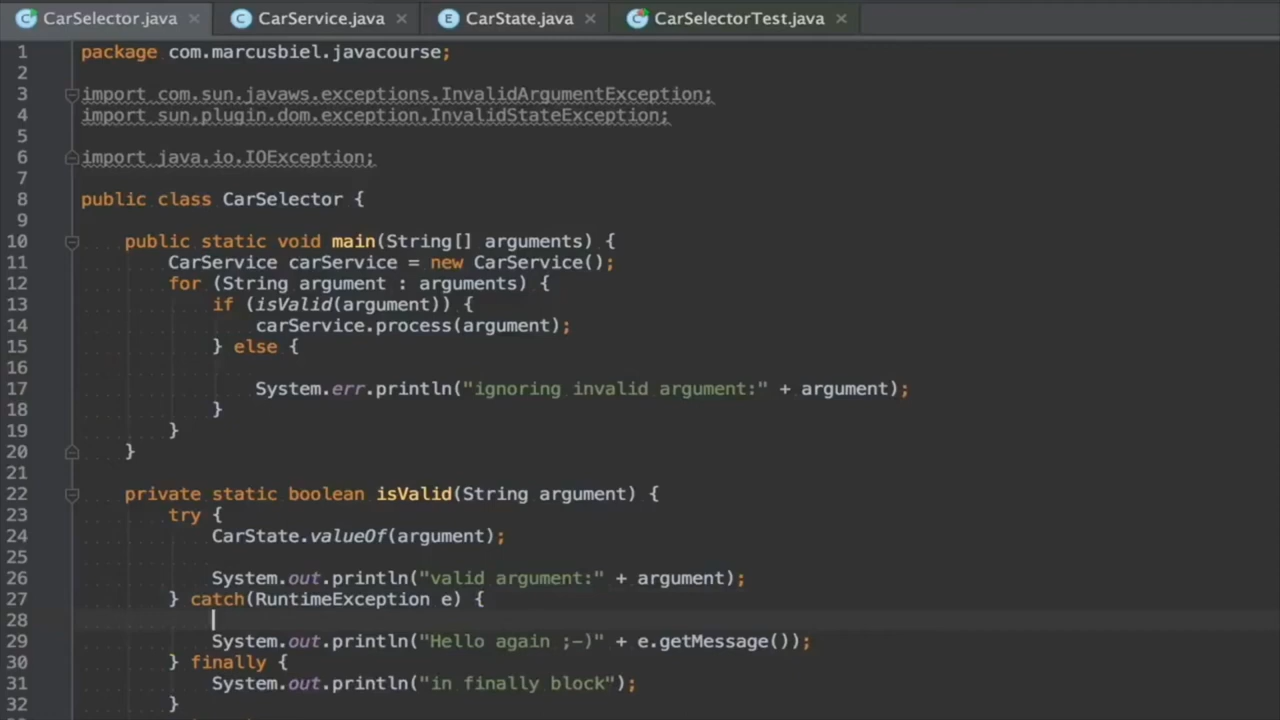 CarSelector.java CarService.java CarState.java CarSelectorTest.java
1 package com.marcusbiel.javacourse;
2
3 import com.sun.javaws.exceptions.InvalidArgumentException;
4 import sun.plugin.dom.exception.InvalidStateException;
5
6 import java.io.IOException;
7
8 public class CarSelector {
9
10 public static void main(String[] arguments) {
11 CarService carService = new CarService();
12 for (String argument : arguments) {
13 if (isValid(argument)) {
14 carService.process(argument);
15 } else {
16
17 System.err.println("ignoring invalid argument:" + argument);
18 }
19 }
20 }
21
22 private static boolean isValid(String argument) {
23 try {
24 CarState.valueOf(argument);
25
26 System.out.println("valid argument:" + argument);
27 } catch(RuntimeException e) {
28
29 System.out.println("Hello again ;-)" + e.getMessage());
30 } finally {
31 System.out.println("in finally block");
32 }